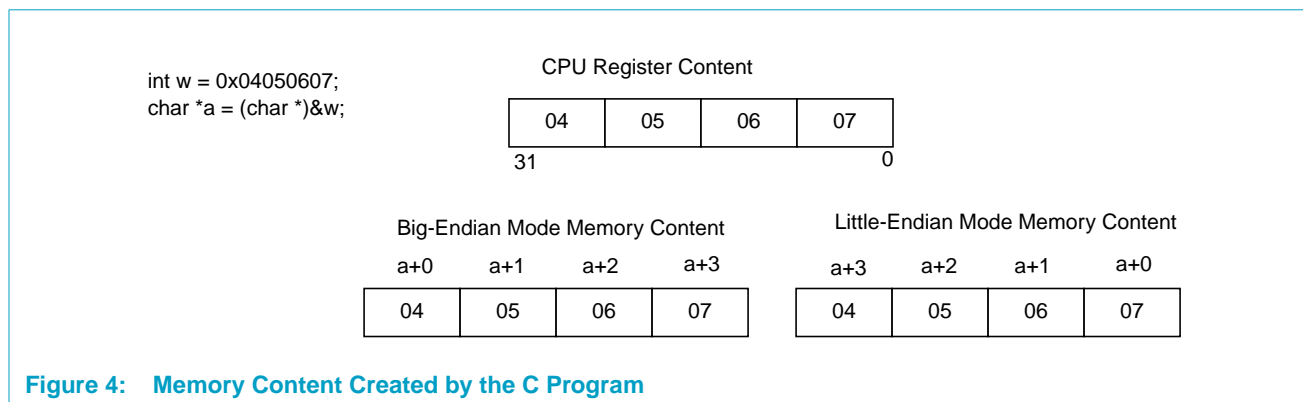 int w = 0x04050607;
char *a = (char *)&w;
CPU Register Content
04 05 06 07
31 0
Big-Endian Mode Memory Content
a+0 a+1 a+2 a+3
04 05 06 07
Little-Endian Mode Memory Content
a+3 a+2 a+1 a+0
04 05 06 07
Figure 4: Memory Content Created by the C Program